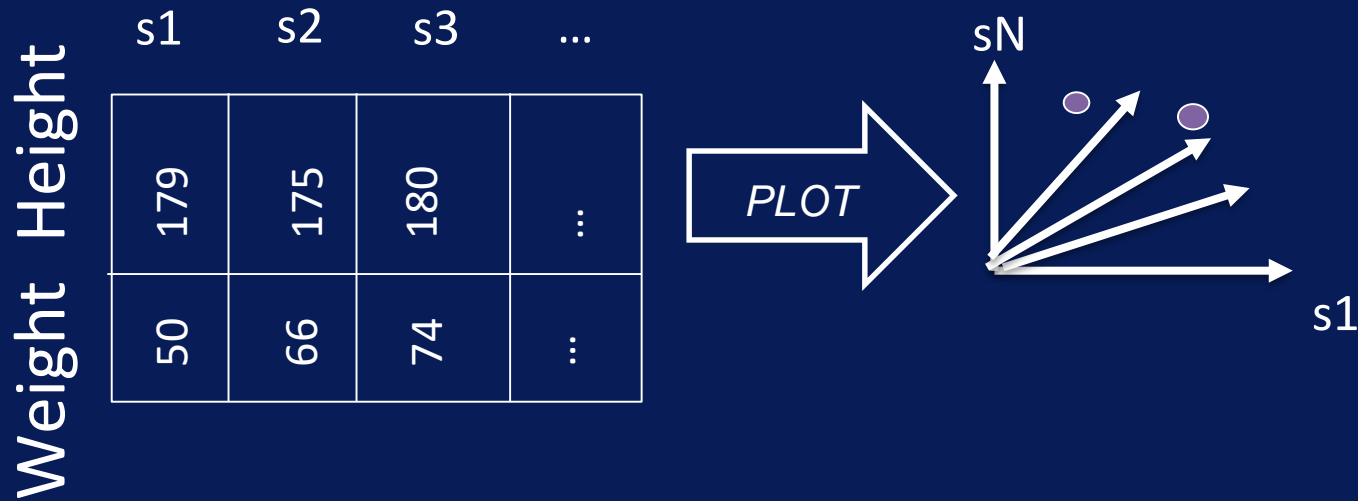 s1 s2 s3 ...
Height 179 175 180 ...
Weight 50 66 74 ...
PLOT
sN
s1